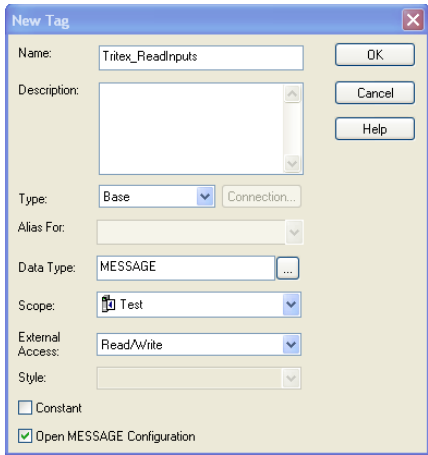 New Tag
Name: Tritex_ReadInputs OK
Description: Cancel
Help
Type: Base Connection...
Alias For:
Data Type: MESSAGE ...
Scope: Test
External
Access: Read/Write
Style:
Constant
Open MESSAGE Configuration